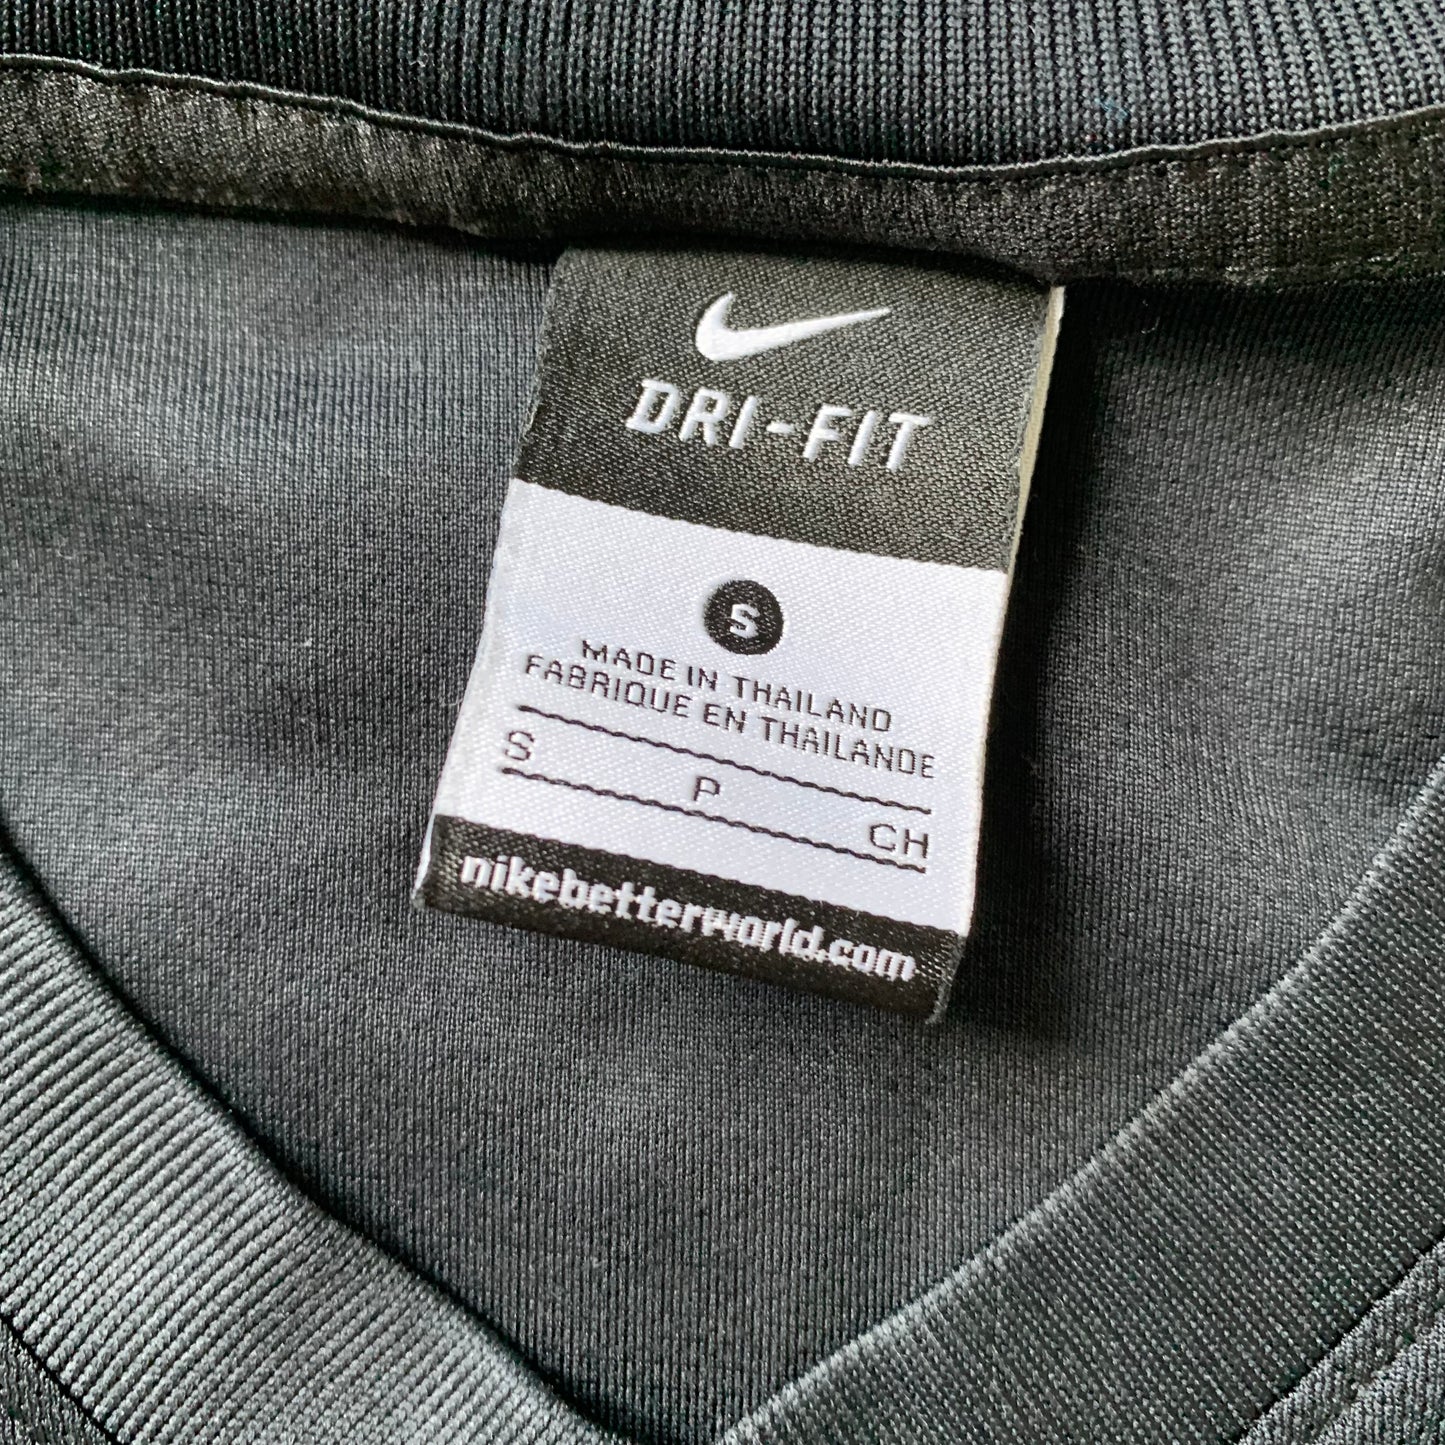 DRI-FIT
S
MADE IN THAILAND
FABRIQUE EN THAILANDE
S P CH
nikebetterworld.com